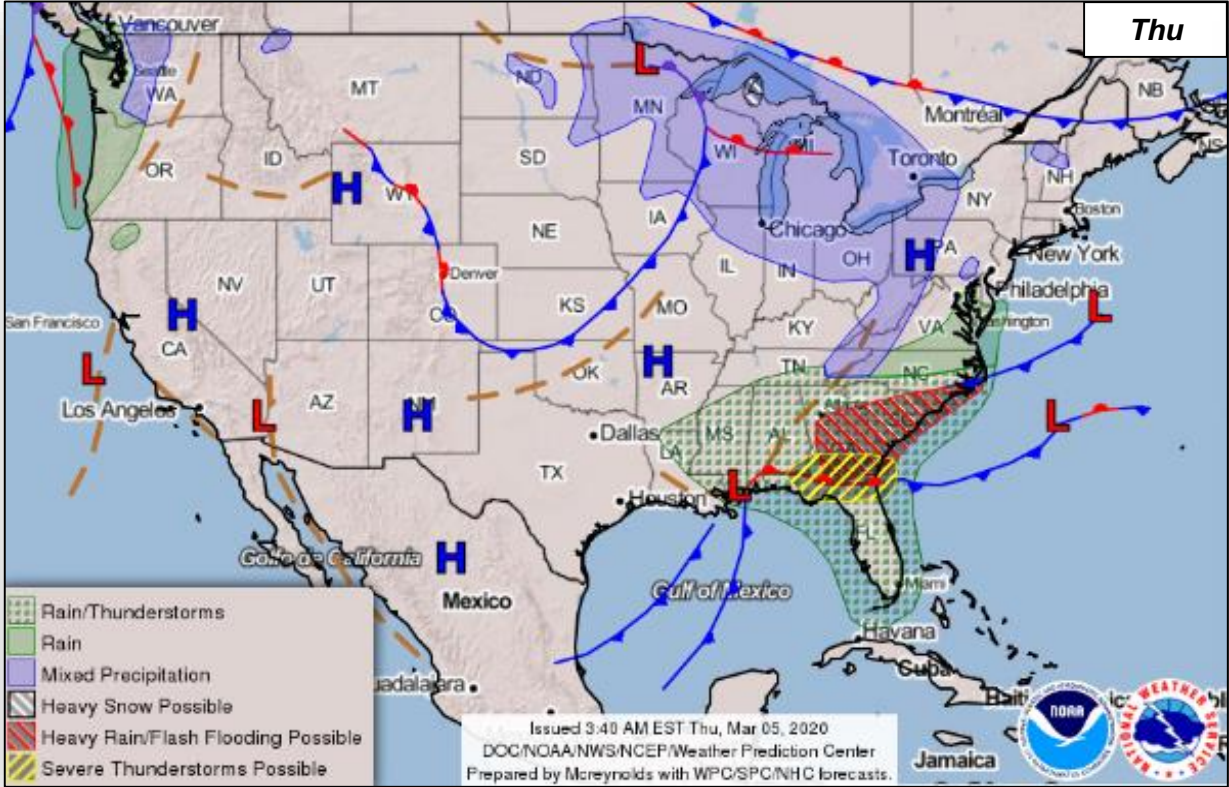 Thu
Vancouver
Seattle
WA
MT
ND
MN
MI
Montréal
NB
NS
OR
ID
WY
SD
WI
MI
Toronto
NY
NH
Boston
IA
NE
Chicago
PA
New York
NV
UT
Denver
CO
KS
MO
IL
IN
OH
Philadelphia
San Francisco
CA
KY
VA
Washington
Los Angeles
AZ
NM
OK
AR
TN
NC
Dallas
LA
MS
AL
TX
Houston
FL
Golfo de California
Mexico
Gulf of Mexico
Miami
Havana
Cuba
Haiti
Jamaica
uadalajara
H
H
H
H
H
H
L
L
L
L
L
L
Rain/Thunderstorms
Rain
Mixed Precipitation
Heavy Snow Possible
Heavy Rain/Flash Flooding Possible
Severe Thunderstorms Possible
Issued 3:40 AM EST Thu, Mar 05, 2020
DOC/NOAA/NWS/NCEP/Weather Prediction Center
Prepared by Mcreynolds with WPC/SPC/NHC forecasts.
NOAA
NATIONAL WEATHER SERVICE